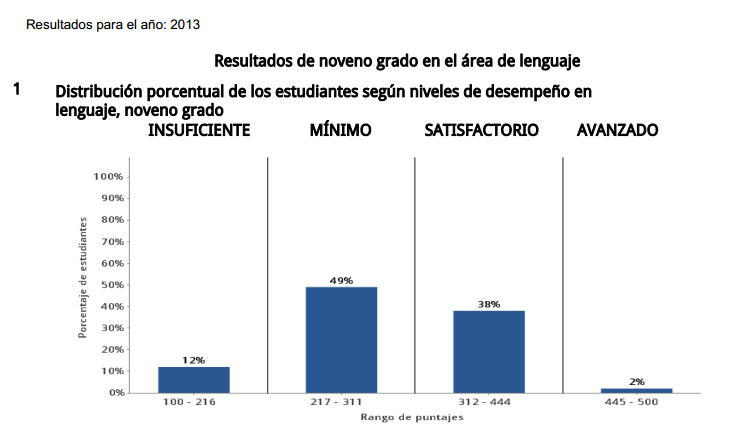 Resultados para el año: 2013
Resultados de noveno grado en el área de lenguaje
1 Distribución porcentual de los estudiantes según niveles de desempeño en
lenguaje, noveno grado
INSUFICIENTE MÍNIMO SATISFACTORIO AVANZADO
Porcentaje de estudiantes
100%
90%
80%
70%
60%
50%
40%
30%
20%
10%
0%
12%
49%
38%
2%
100 - 216 217 - 311 312 - 444 445 - 500
Rango de puntajes